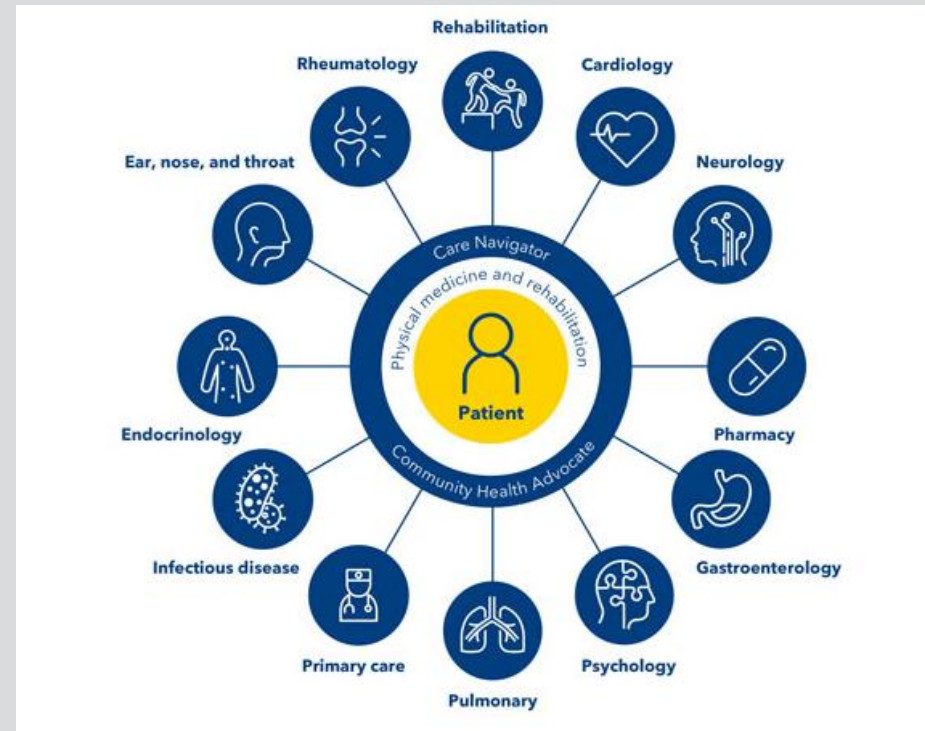 Rehabilitation
Rheumatology
Cardiology
Ear, nose, and throat
Neurology
Care Navigator
Physical medicine and rehabilitation
Patient
Endocrinology
Pharmacy
Community Health Advocate
Infectious disease
Gastroenterology
Primary care
Psychology
Pulmonary